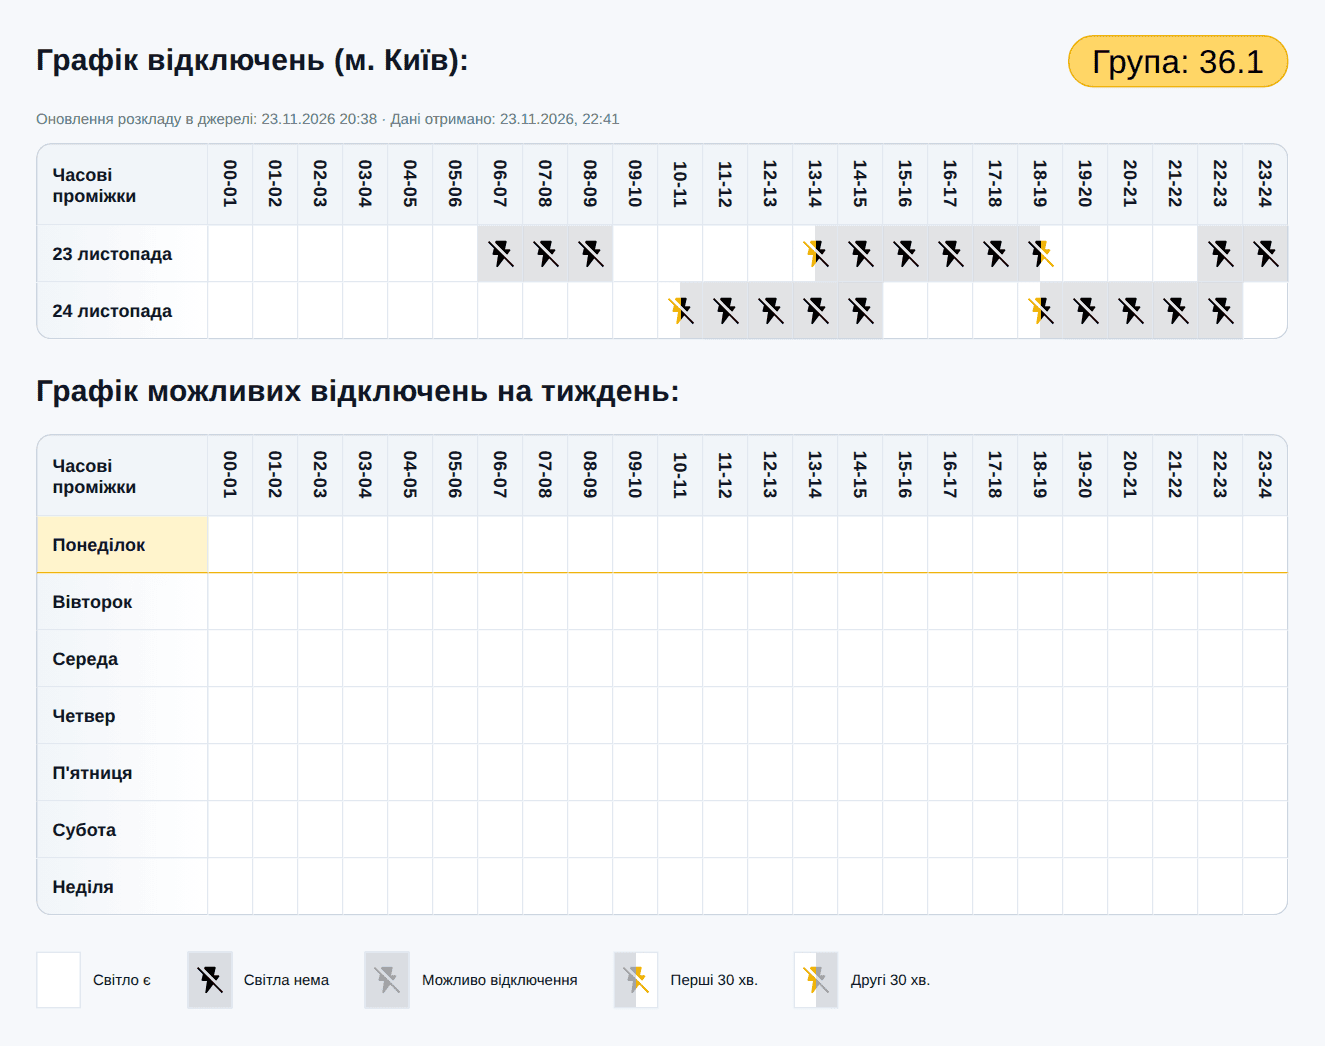 Графік відключень (м. Київ):
Група: 36.1
Оновлення розкладу в джерелі: 23.11.2026 20:38 · Дані отримано: 23.11.2026, 22:41
Часові проміжки 00-01 01-02 02-03 03-04 04-05 05-06 06-07 07-08 08-09 09-10 10-11 11-12 12-13 13-14 14-15 15-16 16-17 17-18 18-19 19-20 20-21 21-22 22-23 23-24
23 листопада
24 листопада
Графік можливих відключень на тиждень:
Часові проміжки 00-01 01-02 02-03 03-04 04-05 05-06 06-07 07-08 08-09 09-10 10-11 11-12 12-13 13-14 14-15 15-16 16-17 17-18 18-19 19-20 20-21 21-22 22-23 23-24
Понеділок
Вівторок
Середа
Четвер
П'ятниця
Субота
Неділя
Світло є Світла нема Можливо відключення Перші 30 хв. Другі 30 хв.